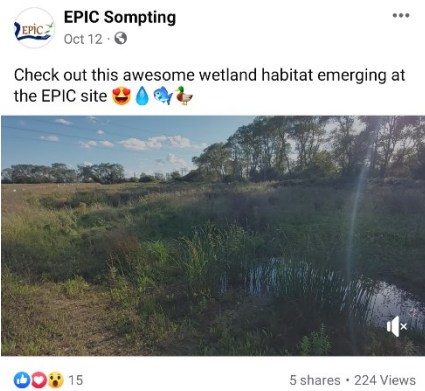 EPIC
EPIC Sompting
Oct 12 ·
Check out this awesome wetland habitat emerging at
the EPIC site 😍💧🐟🦆
15
5 shares • 224 Views